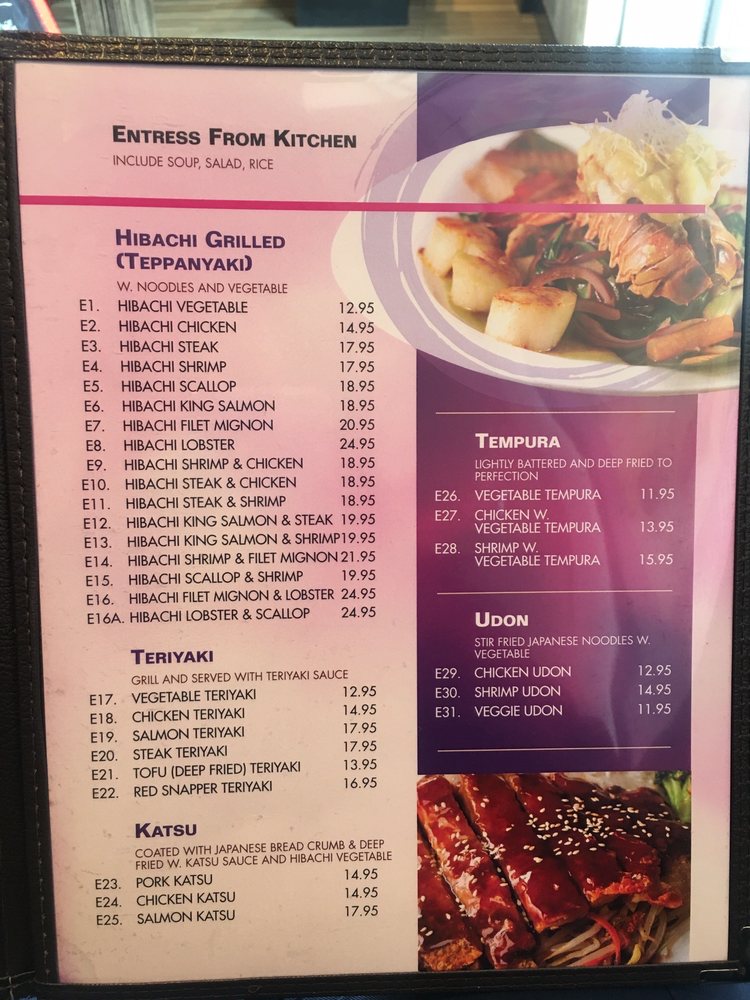 ENTRESS FROM KITCHEN
INCLUDE SOUP, SALAD, RICE
HIBACHI GRILLED
(TEPPANYAKI)
W. NOODLES AND VEGETABLE
E1. HIBACHI VEGETABLE 12.95
E2. HIBACHI CHICKEN 14.95
E3. HIBACHI STEAK 17.95
E4. HIBACHI SHRIMP 17.95
E5. HIBACHI SCALLOP 18.95
E6. HIBACHI KING SALMON 18.95
E7. HIBACHI FILET MIGNON 20.95
E8. HIBACHI LOBSTER 24.95
E9. HIBACHI SHRIMP & CHICKEN 18.95
E10. HIBACHI STEAK & CHICKEN 18.95
E11. HIBACHI STEAK & SHRIMP 18.95
E12. HIBACHI KING SALMON & STEAK 19.95
E13. HIBACHI KING SALMON & SHRIMP 19.95
E14. HIBACHI SHRIMP & FILET MIGNON 21.95
E15. HIBACHI SCALLOP & SHRIMP 19.95
E16. HIBACHI FILET MIGNON & LOBSTER 24.95
E16A. HIBACHI LOBSTER & SCALLOP 24.95
TERIYAKI
GRILL AND SERVED WITH TERIYAKI SAUCE
E17. VEGETABLE TERIYAKI 12.95
E18. CHICKEN TERIYAKI 14.95
E19. SALMON TERIYAKI 17.95
E20. STEAK TERIYAKI 17.95
E21. TOFU (DEEP FRIED) TERIYAKI 13.95
E22. RED SNAPPER TERIYAKI 16.95
KATSU
COATED WITH JAPANESE BREAD CRUMB & DEEP
FRIED W. KATSU SAUCE AND HIBACHI VEGETABLE
E23. PORK KATSU 14.95
E24. CHICKEN KATSU 14.95
E25. SALMON KATSU 17.95
TEMPURA
LIGHTLY BATTERED AND DEEP FRIED TO
PERFECTION
E26. VEGETABLE TEMPURA 11.95
E27. CHICKEN W.
VEGETABLE TEMPURA 13.95
E28. SHRIMP W.
VEGETABLE TEMPURA 15.95
UDON
STIR FRIED JAPANESE NOODLES W.
VEGETABLE
E29. CHICKEN UDON 12.95
E30. SHRIMP UDON 14.95
E31. VEGGIE UDON 11.95